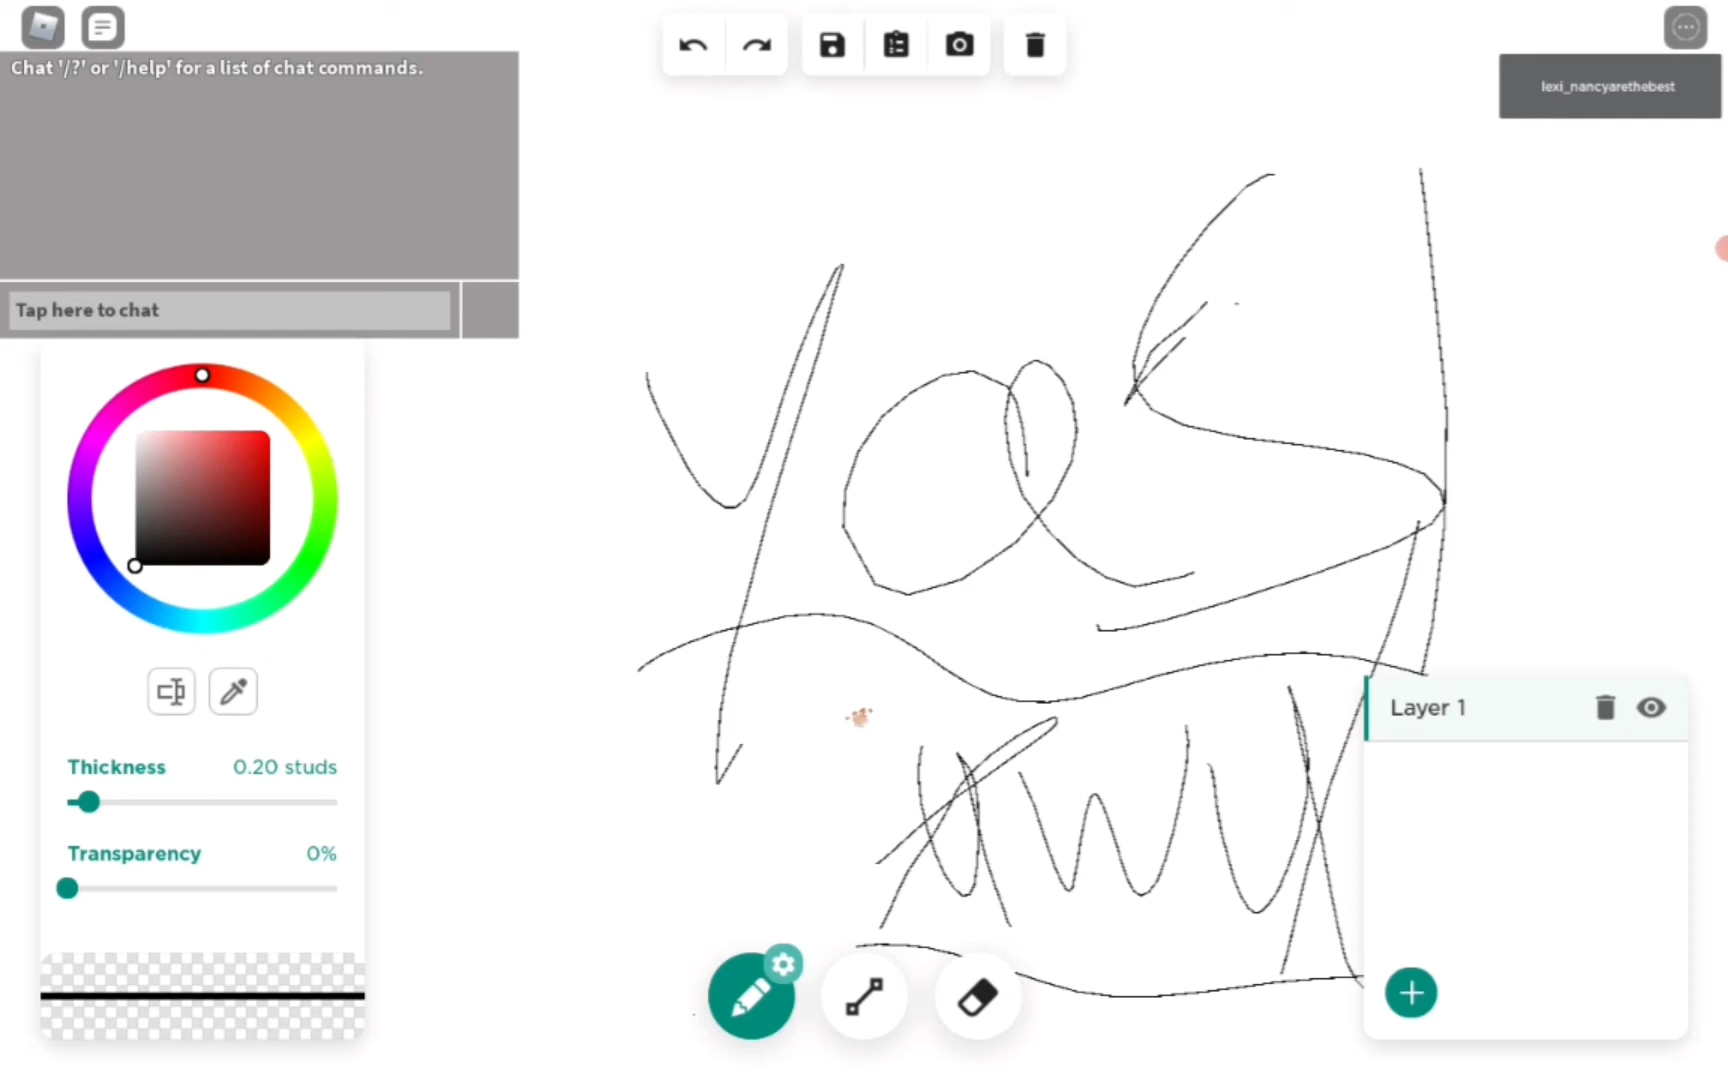 Chat '/?' or '/help' for a list of chat commands.
lexi_nancyarethebest
Tap here to chat
Yes
Layer 1
Thickness 0.20 studs
Transparency 0%